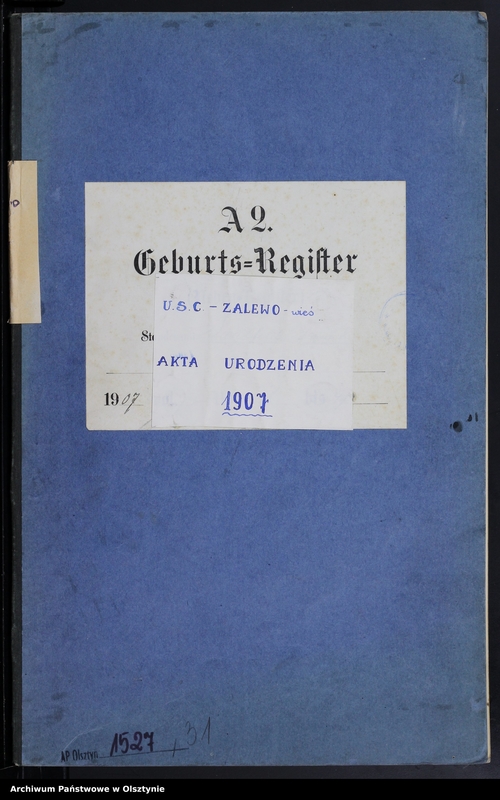 A 2.
Geburts=Register
U.S.C - ZALEWO - wieś
AKTA URODZENIA
1907
1907
AP Olsztyn 1527 / 31
Archiwum Państwowe w Olsztynie